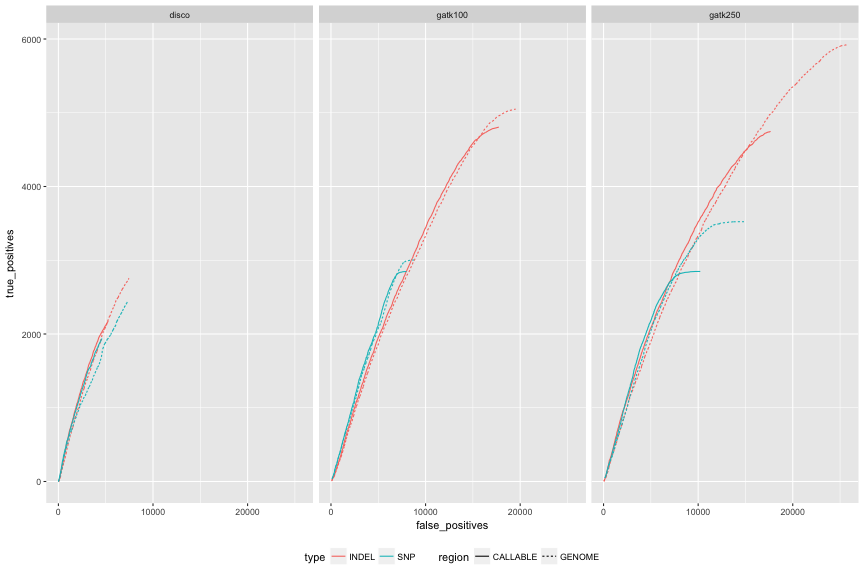 disco gatk100 gatk250
6000
4000
2000
0
true_positives
0 10000 20000 0 10000 20000 0 10000 20000
false_positives
type INDEL SNP region CALLABLE GENOME